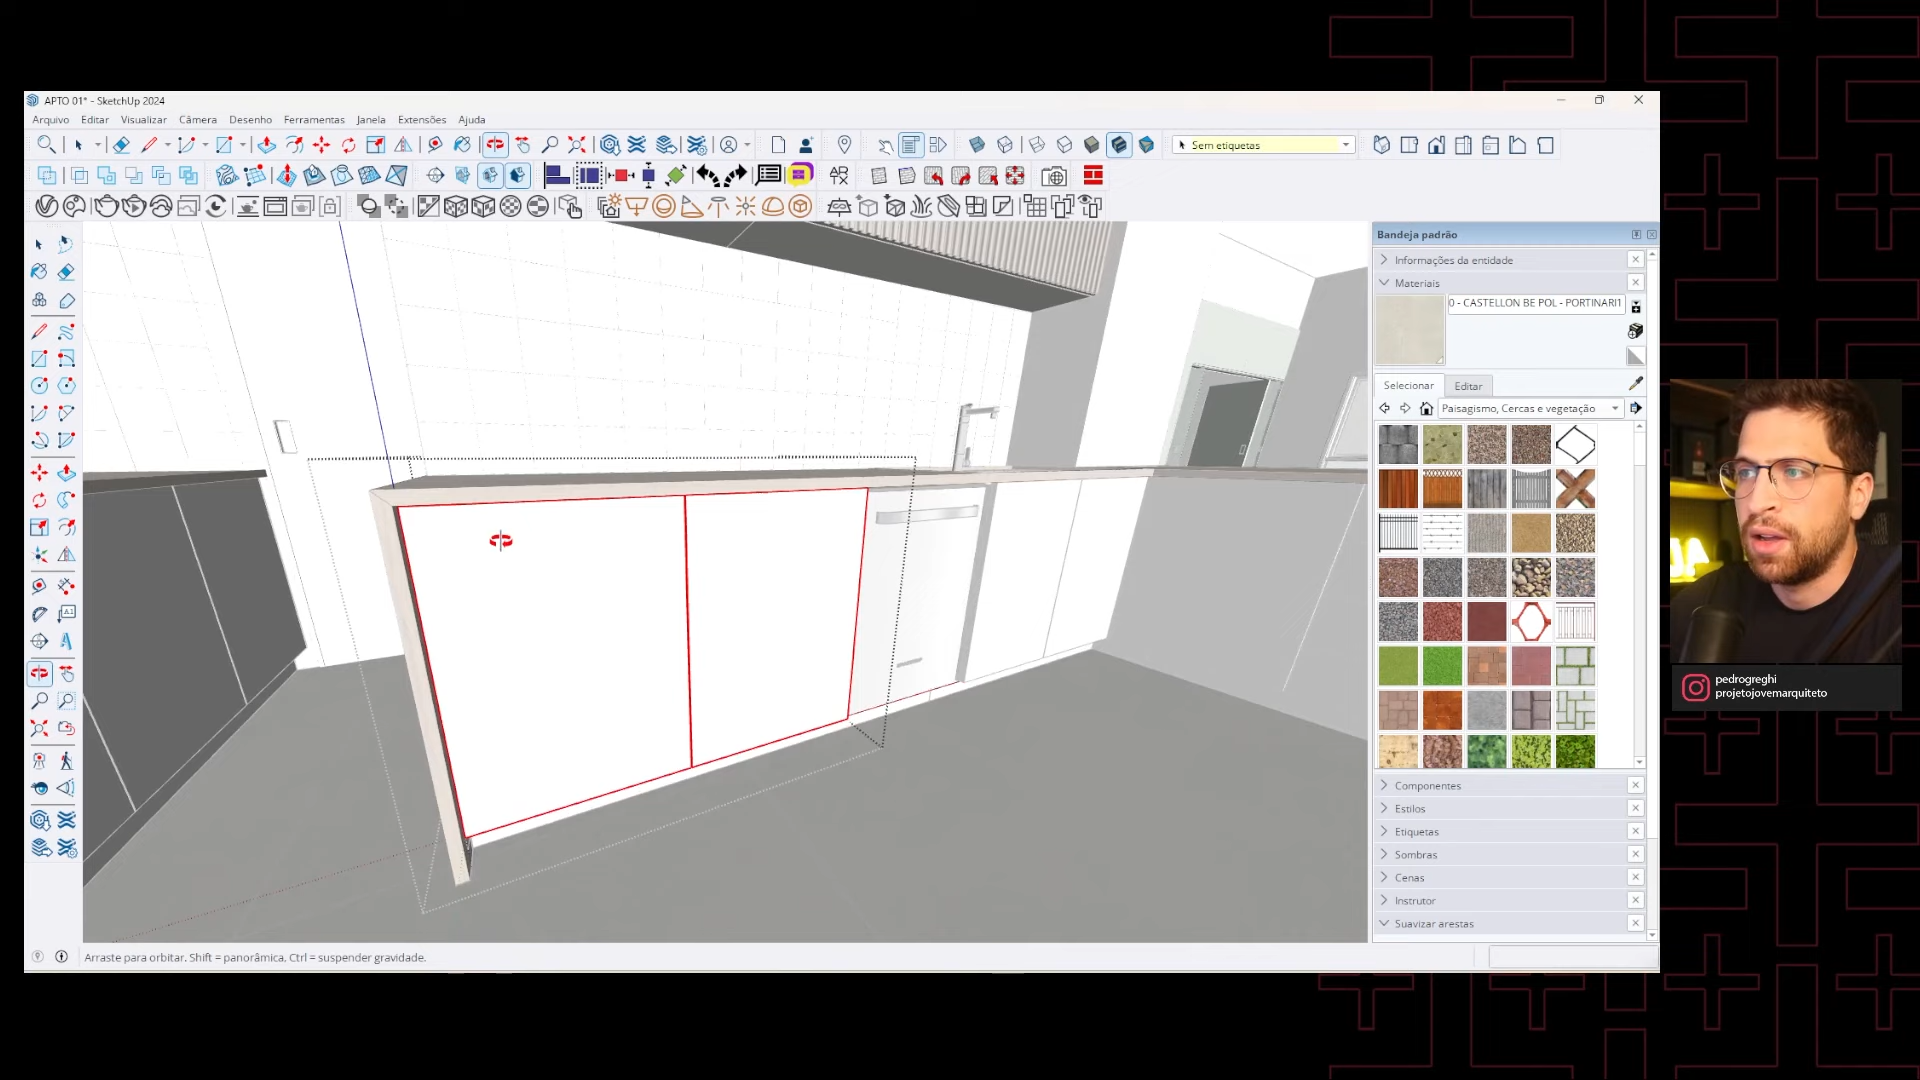 APTO 01* - SketchUp 2024
Arquivo Editar Visualizar Câmera Desenho Ferramentas Janela Extensões Ajuda
Sem etiquetas
Bandeja padrão
Informações da entidade
Materiais
0 - CASTELLON BE POL - PORTINARI1
Selecionar Editar
Paisagismo, Cercas e vegetação
Componentes
Estilos
Etiquetas
Sombras
Cenas
Instrutor
Suavizar arestas
Arraste para orbitar. Shift = panorâmica, Ctrl = suspender gravidade.
pedrogreghi
projetojovemarquiteto